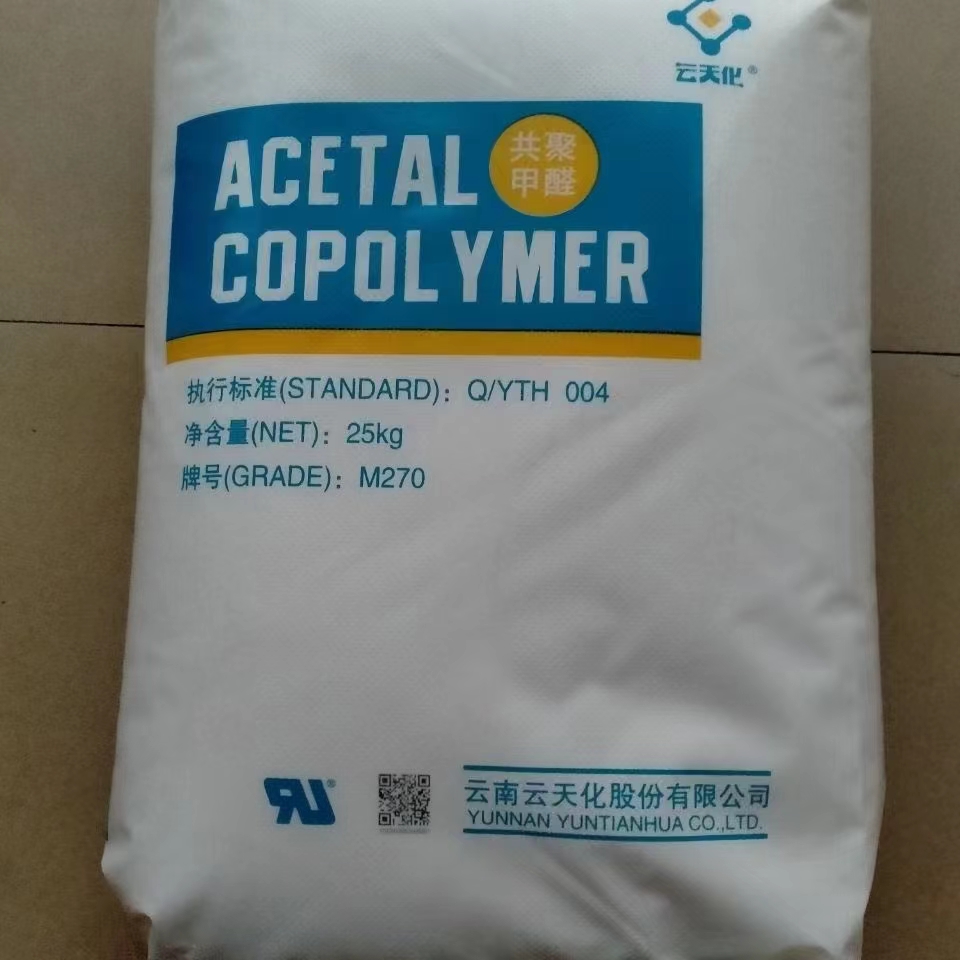 云天化®
ACETAL
共聚
甲醛
COPOLYMER
执行标准(STANDARD)：Q/YTH 004
净含量(NET)：25kg
牌号(GRADE)：M270
RU®
云南云天化股份有限公司
YUNNAN YUNTIANHUA CO.,LTD.